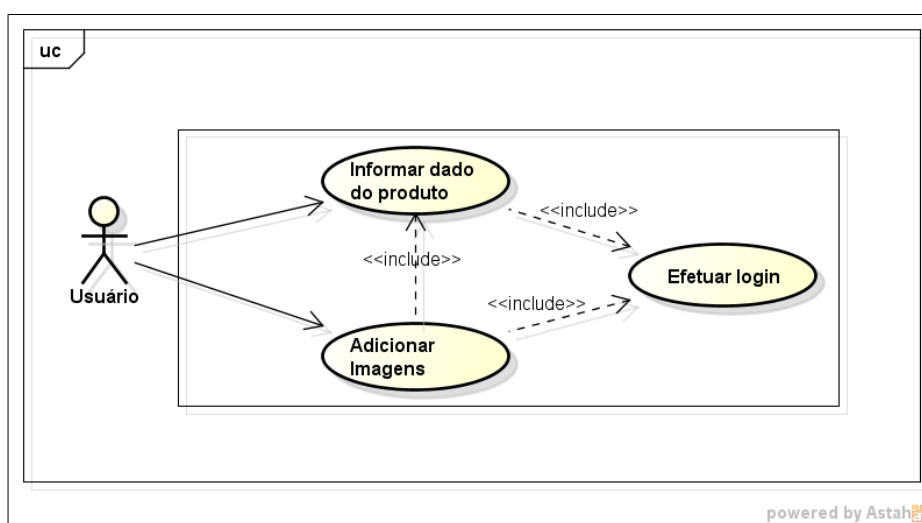 uc
Informar dado
do produto
<<include>>
<<include>>
Efetuar login
Usuário
<<include>>
Adicionar
Imagens
powered by Astah